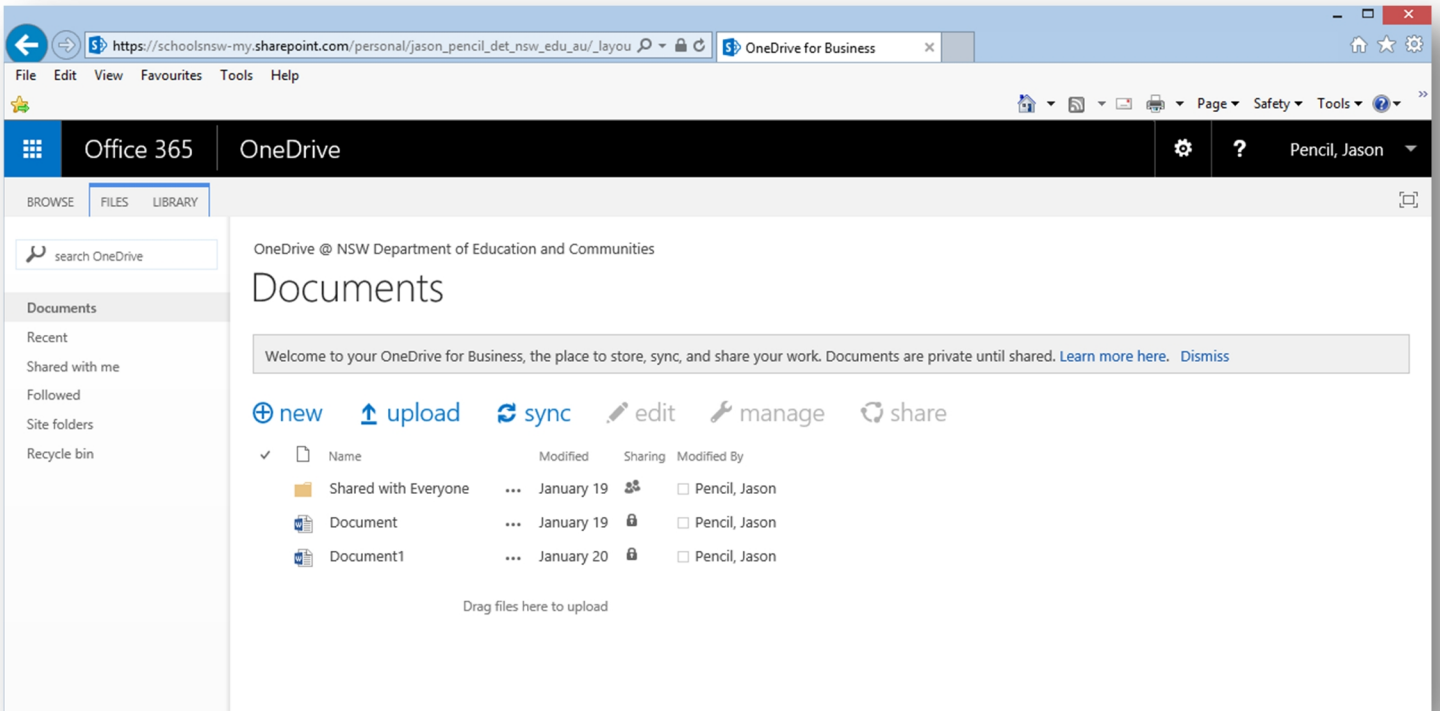 https://schoolsnsw-my.sharepoint.com/personal/jason_pencil_det_nsw_edu_au/_layou
OneDrive for Business
File Edit View Favourites Tools Help
Page Safety Tools
Office 365 OneDrive ? Pencil, Jason
BROWSE FILES LIBRARY
search OneDrive
Documents
Recent
Shared with me
Followed
Site folders
Recycle bin
OneDrive @ NSW Department of Education and Communities
Documents
Welcome to your OneDrive for Business, the place to store, sync, and share your work. Documents are private until shared. Learn more here. Dismiss
new upload sync edit manage share
Name Modified Sharing Modified By
Shared with Everyone ... January 19 Pencil, Jason
Document ... January 19 Pencil, Jason
Document1 ... January 20 Pencil, Jason
Drag files here to upload